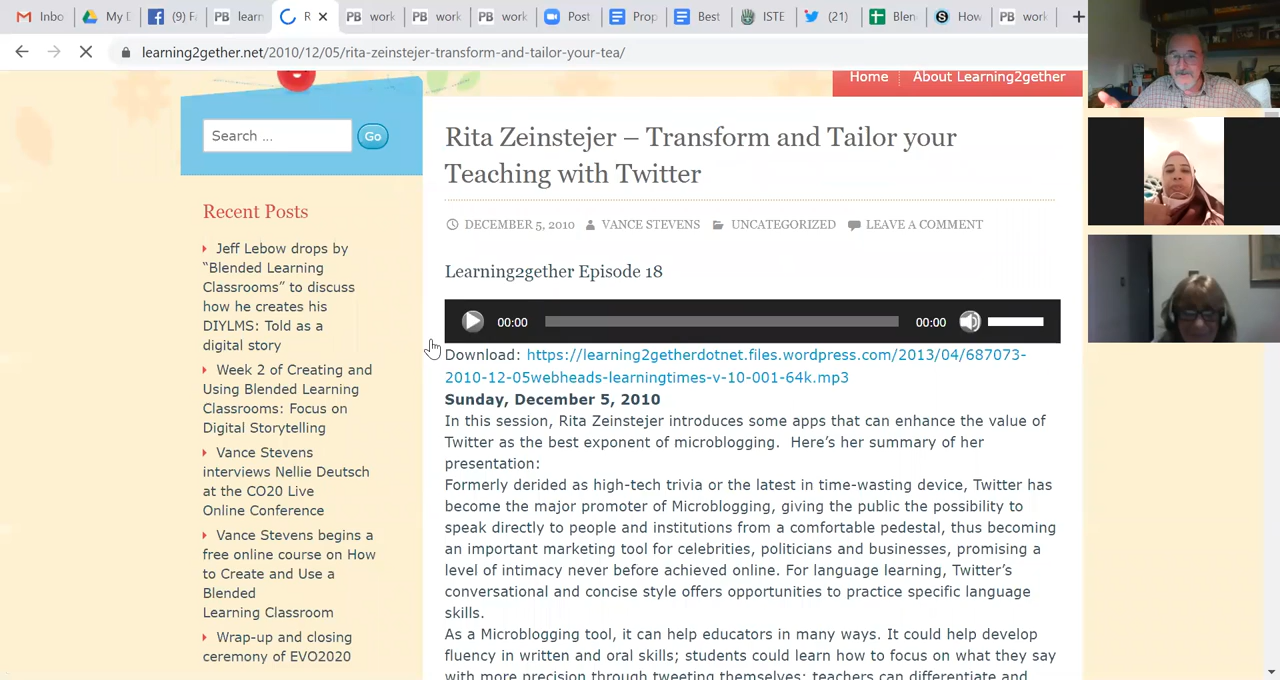 Inbo
My D
(9) F
learn
R
work
work
work
Post
Prop
Best
ISTE
(21)
Blen
How
work
learning2gether.net/2010/12/05/rita-zeinstejer-transform-and-tailor-your-tea/
Home
About Learning2gether
Search ...
Go
Recent Posts
Jeff Lebow drops by
“Blended Learning
Classrooms” to discuss
how he creates his
DIYLMS: Told as a
digital story
Week 2 of Creating and
Using Blended Learning
Classrooms: Focus on
Digital Storytelling
Vance Stevens
interviews Nellie Deutsch
at the CO20 Live
Online Conference
Vance Stevens begins a
free online course on How
to Create and Use a
Blended
Learning Classroom
Wrap-up and closing
ceremony of EVO2020
Rita Zeinstejer – Transform and Tailor your
Teaching with Twitter
DECEMBER 5, 2010 VANCE STEVENS UNCATEGORIZED LEAVE A COMMENT
Learning2gether Episode 18
00:00 00:00
Download: https://learning2getherdotnet.files.wordpress.com/2013/04/687073-
2010-12-05webheads-learningtimes-v-10-001-64k.mp3
Sunday, December 5, 2010
In this session, Rita Zeinstejer introduces some apps that can enhance the value of
Twitter as the best exponent of microblogging.  Here’s her summary of her
presentation:
Formerly derided as high-tech trivia or the latest in time-wasting device, Twitter has
become the major promoter of Microblogging, giving the public the possibility to
speak directly to people and institutions from a comfortable pedestal, thus becoming
an important marketing tool for celebrities, politicians and businesses, promising a
level of intimacy never before achieved online. For language learning, Twitter’s
conversational and concise style offers opportunities to practice specific language
skills.
As a Microblogging tool, it can help educators in many ways. It could help develop
fluency in written and oral skills; students could learn how to focus on what they say
with more precision through tweeting themselves; teachers can differentiate and